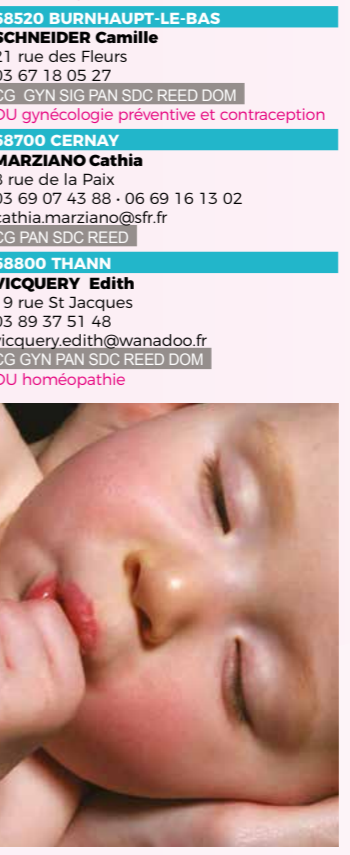 68520 BURNHAUPT-LE-BAS
SCHNEIDER Camille
21 rue des Fleurs
03 67 18 05 27
CG GYN SIG PAN SDC REED DOM
DU gynécologie préventive et contraception
68700 CERNAY
MARZIANO Cathia
8 rue de la Paix
03 69 07 43 88 • 06 69 16 13 02
cathia.marziano@sfr.fr
CG PAN SDC REED
68800 THANN
VICQUERY Edith
19 rue St Jacques
03 89 37 51 48
vicquery.edith@wanadoo.fr
CG GYN PAN SDC REED DOM
DU homéopathie